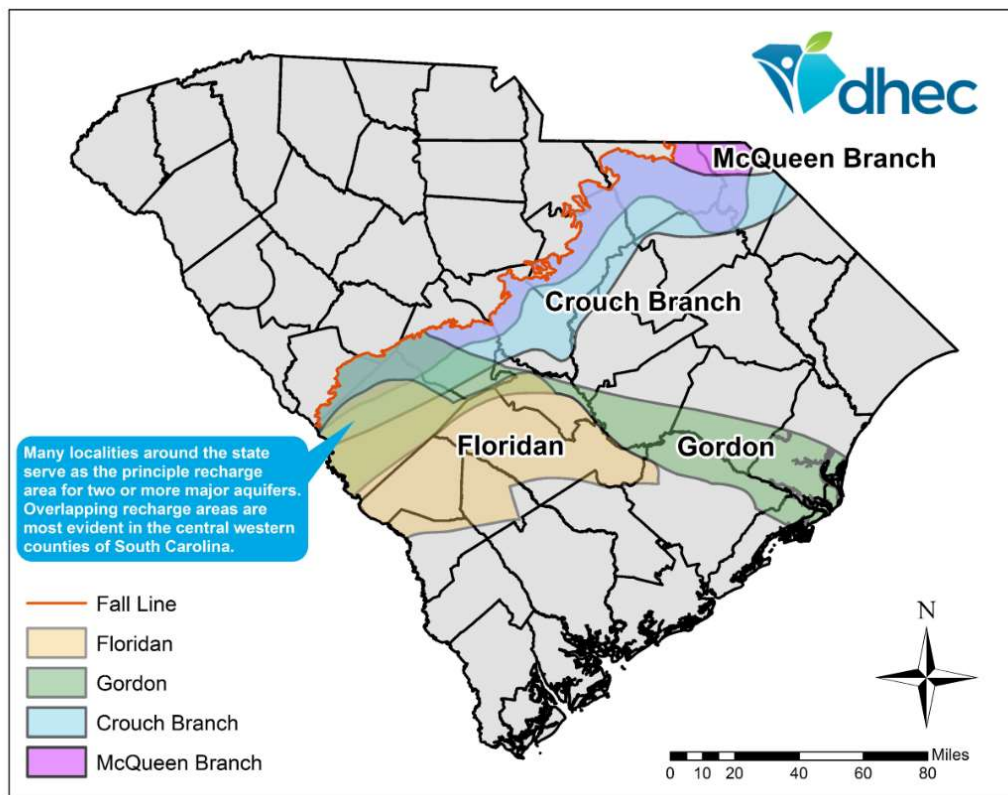 dhec
McQueen Branch
Crouch Branch
Floridan
Gordon
Many localities around the state
serve as the principle recharge
area for two or more major aquifers.
Overlapping recharge areas are
most evident in the central western
counties of South Carolina.
Fall Line
Floridan
Gordon
Crouch Branch
McQueen Branch
N
Miles
0 10 20 40 60 80